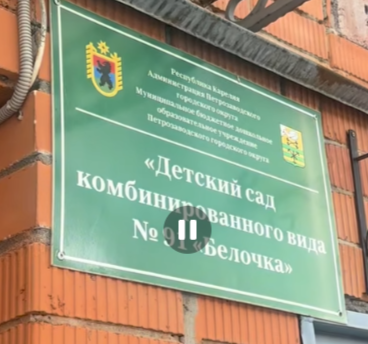 Республика Карелия
Администрация Петрозаводского
городского округа
Муниципальное бюджетное дошкольное
образовательное учреждение
Петрозаводского городского округа
«Детский сад
комбинированного вида
№ 91 «Белочка»